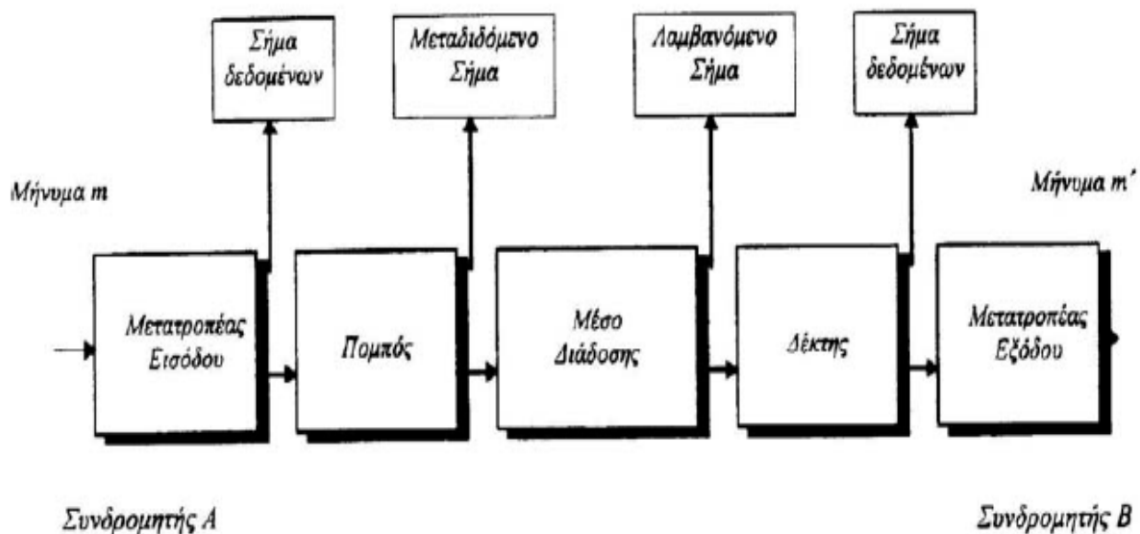 Σήμα
δεδομένων
Μεταδιδόμενο
Σήμα
Λαμβανόμενο
Σήμα
Σήμα
δεδομένων
Μήνυμα m
Μήνυμα m΄
Μετατροπέας
Εισόδου
Πομπός
Μέσο
Διάδοσης
Δέκτης
Μετατροπέας
Εξόδου
Συνδρομητής Α
Συνδρομητής Β